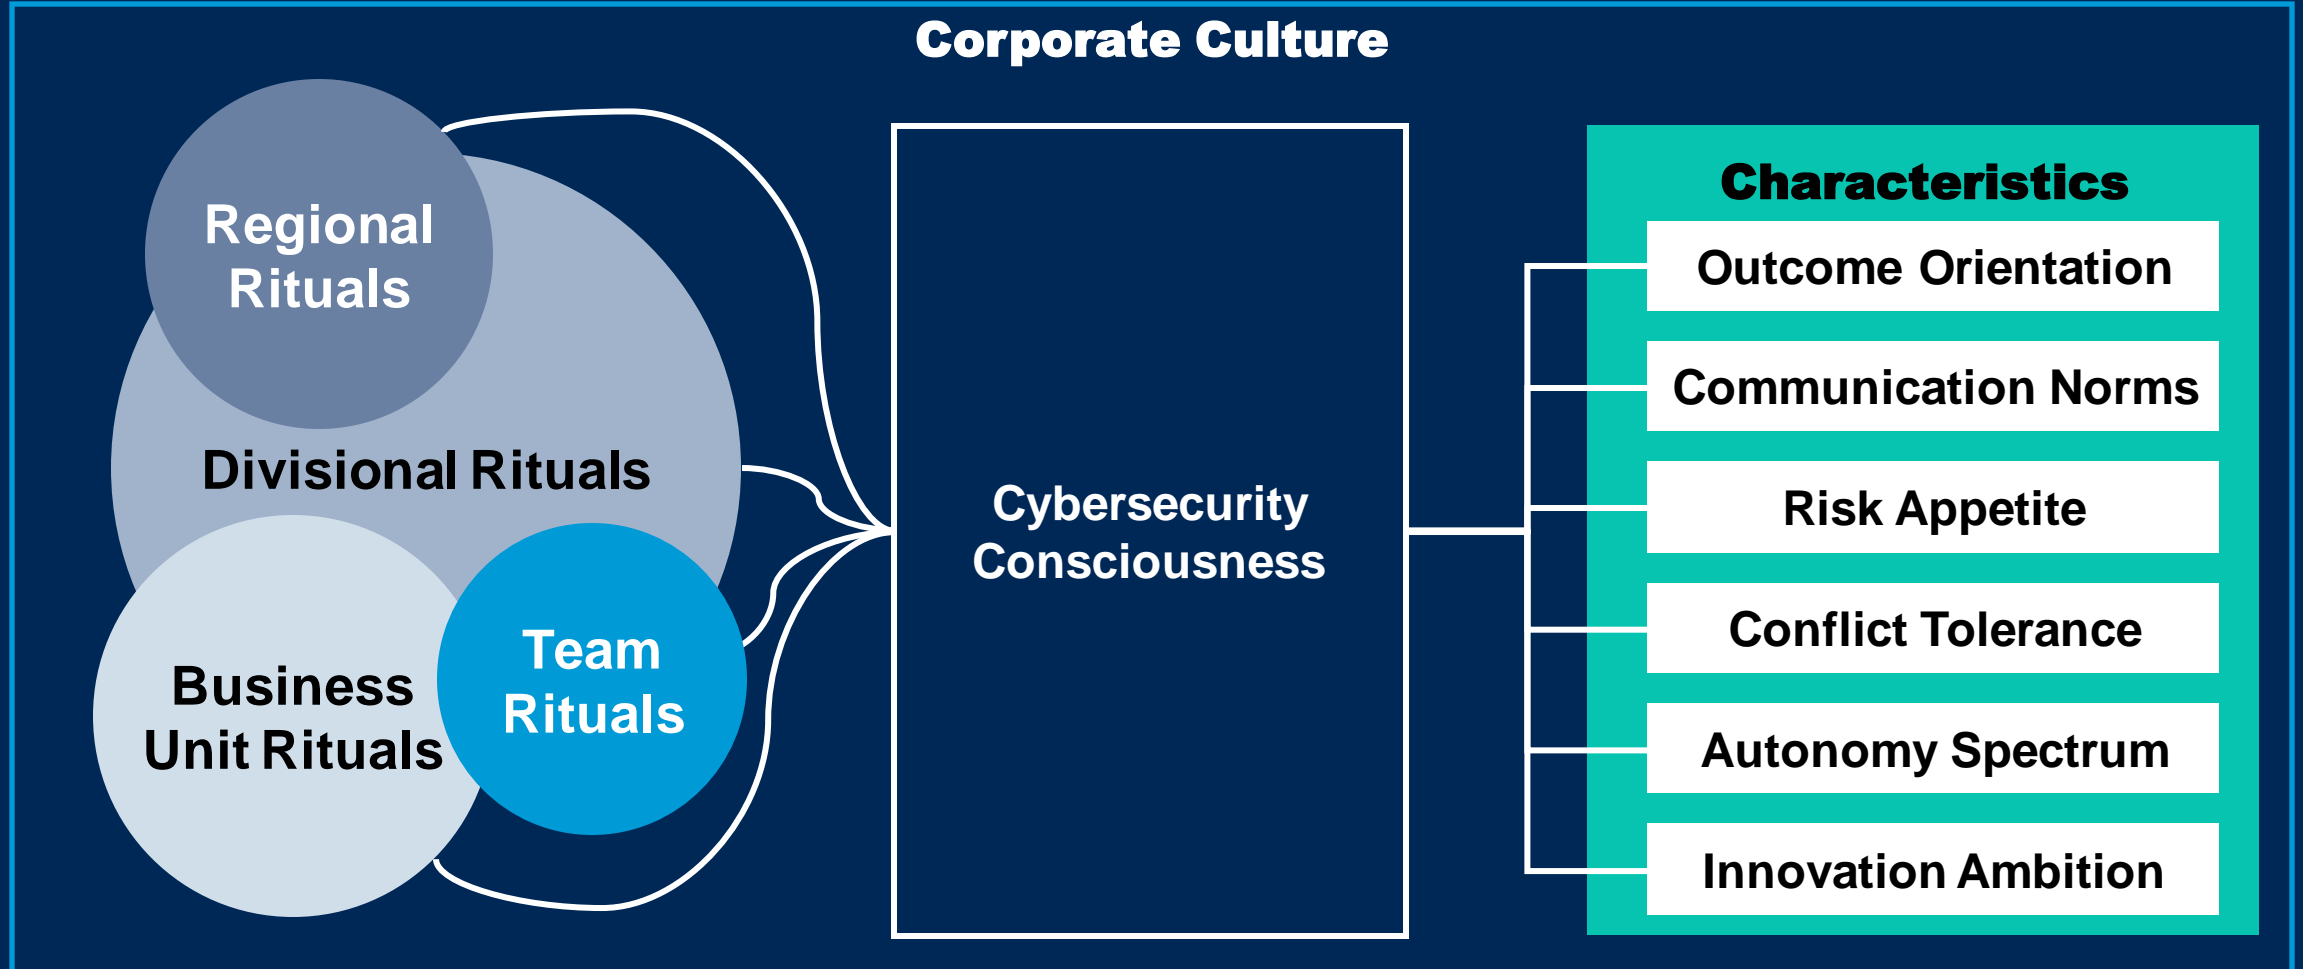 Corporate Culture
Regional
Rituals
Divisional Rituals
Business
Unit Rituals
Team
Rituals
Cybersecurity
Consciousness
Characteristics
Outcome Orientation
Communication Norms
Risk Appetite
Conflict Tolerance
Autonomy Spectrum
Innovation Ambition